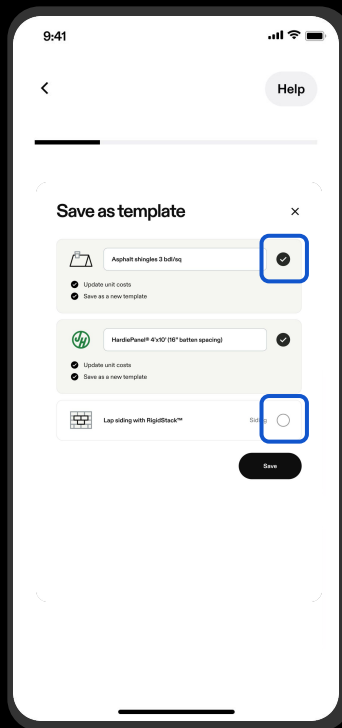 9:41
Help
Save as template
Asphalt shingles 3 bdl/sq
Update unit costs
Save as a new template
JH
HardiePanel® 4'x10' (16" batten spacing)
Update unit costs
Save as a new template
Lap siding with RigidStack™ Siding
Save